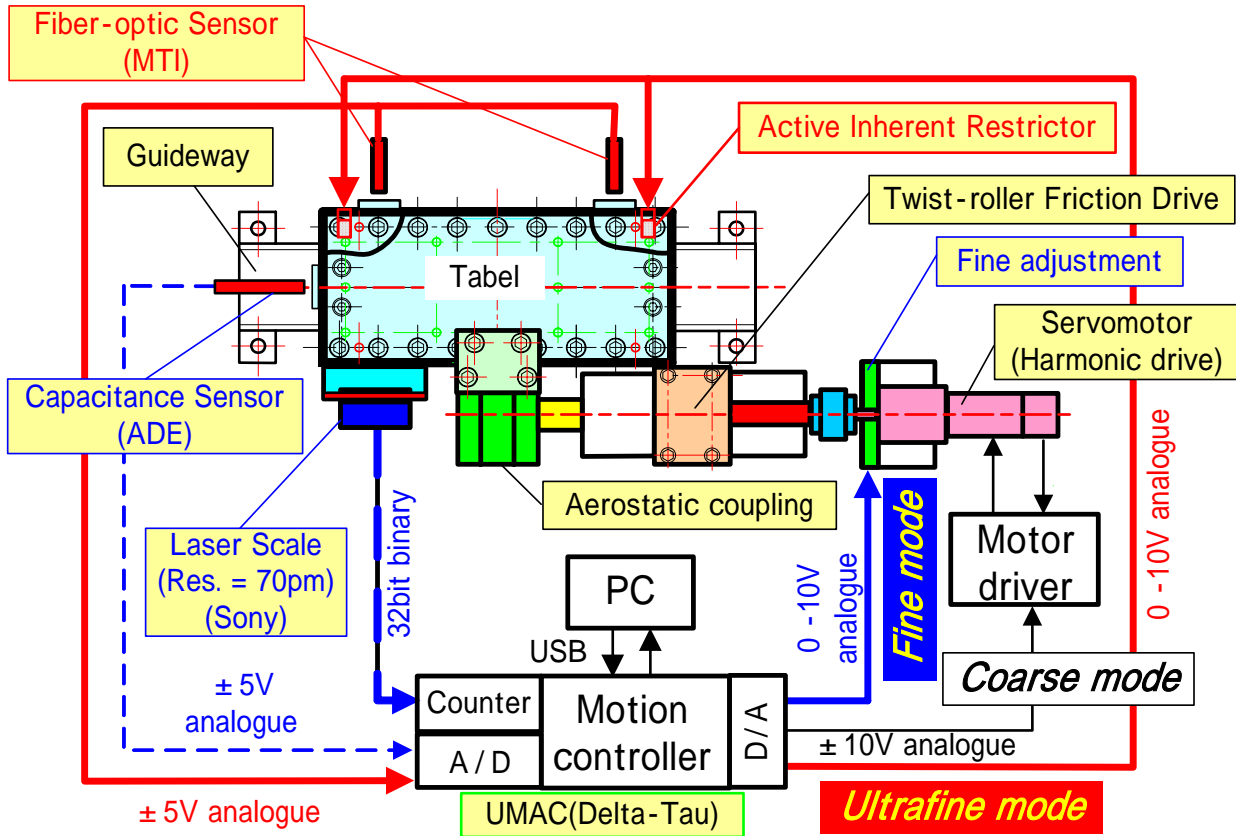 Fiber-optic Sensor
(MTI)
Guideway
Active Inherent Restrictor
Twist-roller Friction Drive
Fine adjustment
Servomotor
(Harmonic drive)
Tabel
Capacitance Sensor
(ADE)
Aerostatic coupling
Laser Scale
(Res. = 70pm)
(Sony)
32bit binary
PC
USB
0 -10V
analogue
Fine mode
Motor
driver
0 -10V analogue
Coarse mode
± 5V
analogue
Counter
A / D
Motion
controller
D / A
± 10V analogue
± 5V analogue
UMAC(Delta-Tau)
Ultrafine mode